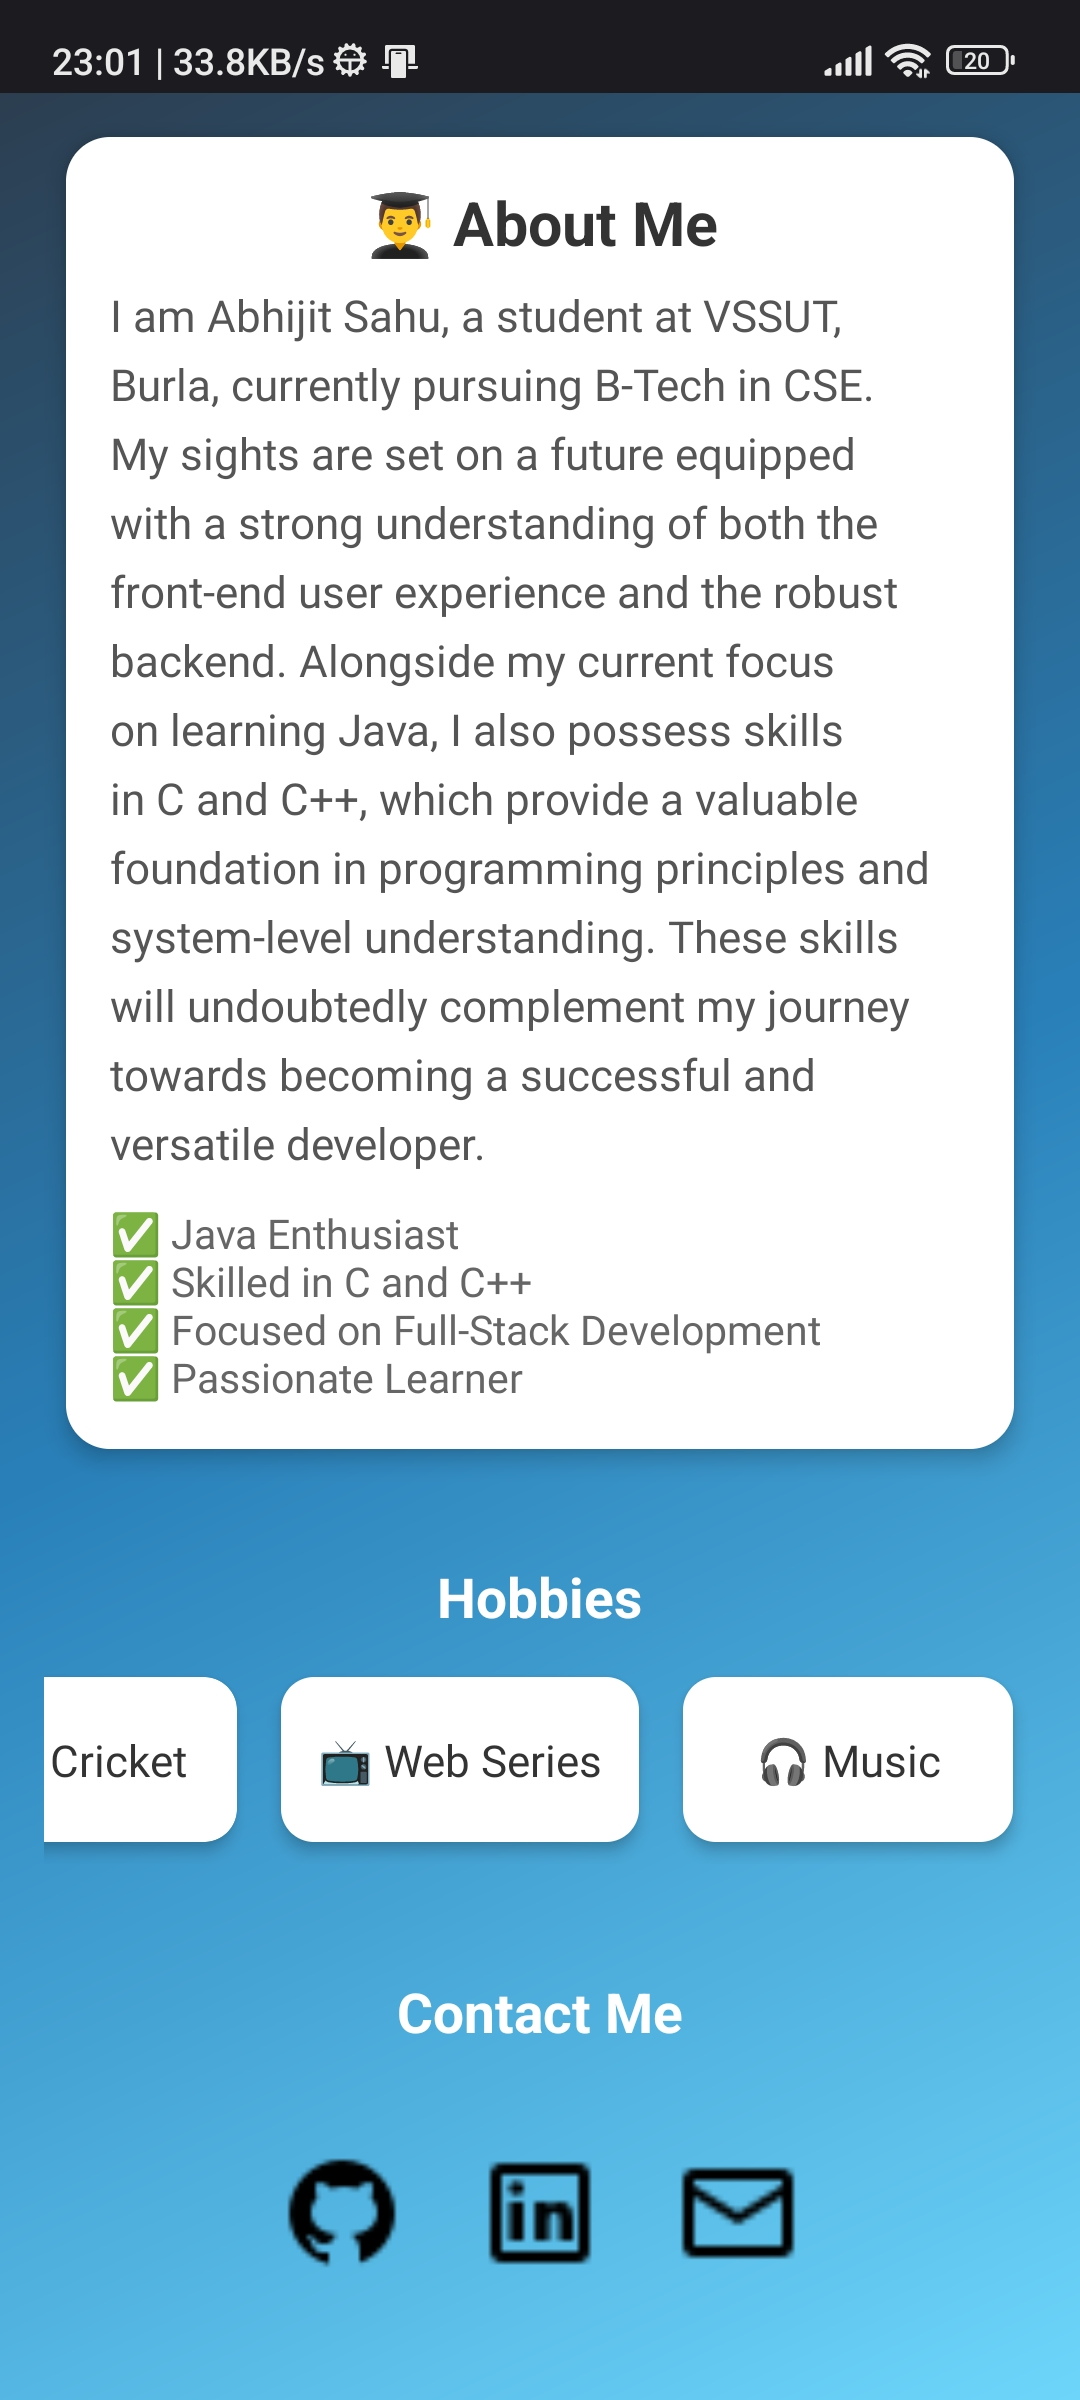 23:01 | 33.8KB/s
20
👨‍🎓 About Me
I am Abhijit Sahu, a student at VSSUT,
Burla, currently pursuing B-Tech in CSE.
My sights are set on a future equipped
with a strong understanding of both the
front-end user experience and the robust
backend. Alongside my current focus
on learning Java, I also possess skills
in C and C++, which provide a valuable
foundation in programming principles and
system-level understanding. These skills
will undoubtedly complement my journey
towards becoming a successful and
versatile developer.
✅ Java Enthusiast
✅ Skilled in C and C++
✅ Focused on Full-Stack Development
✅ Passionate Learner
Hobbies
Cricket
📺 Web Series
🎧 Music
Contact Me
in